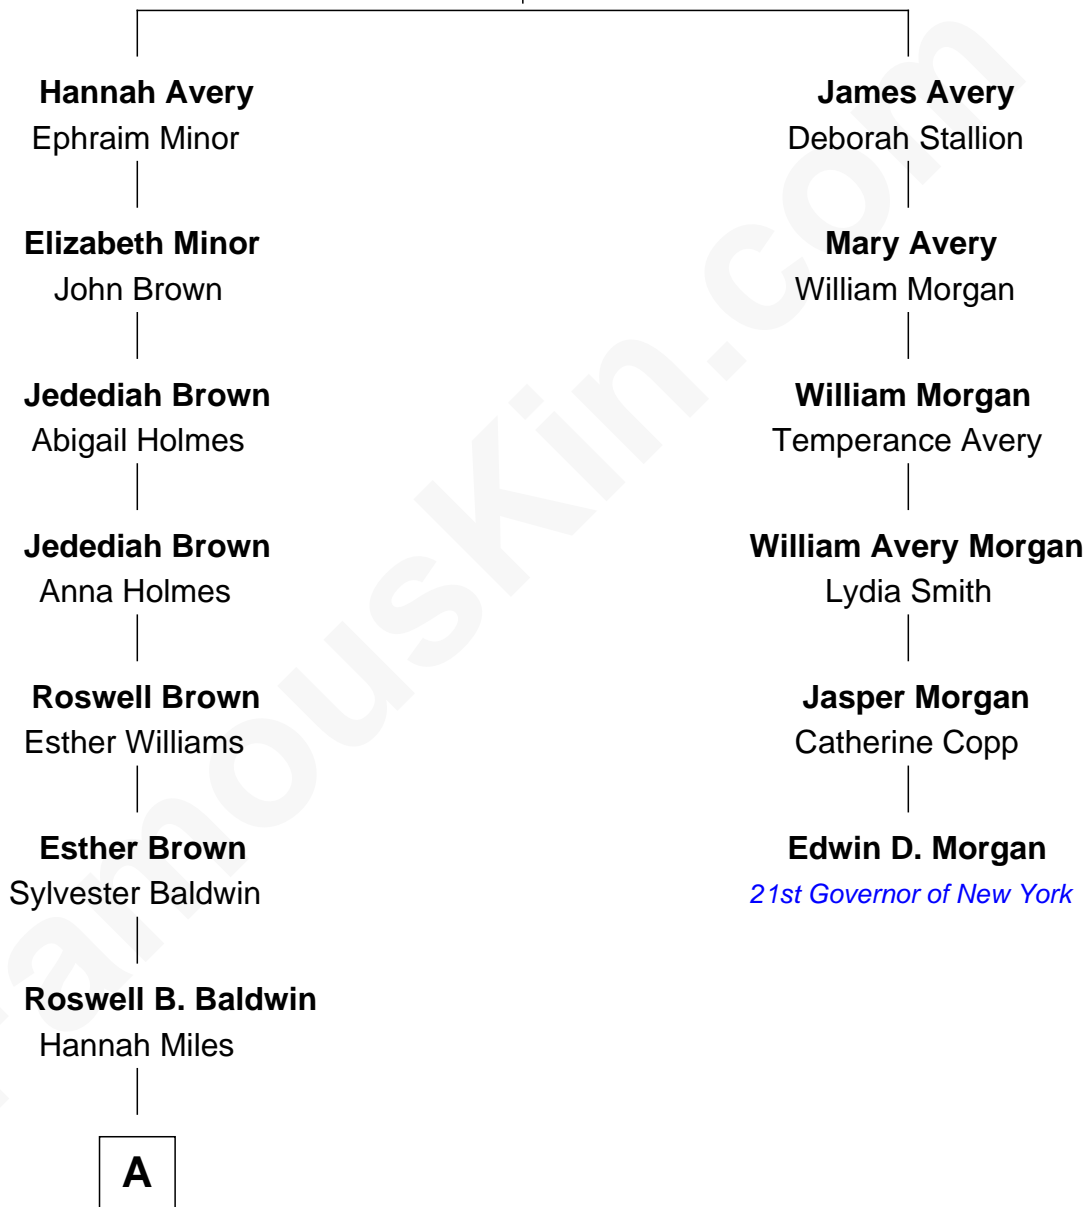 Hannah Avery
Ephraim Minor
James Avery
Deborah Stallion
Elizabeth Minor
John Brown
Mary Avery
William Morgan
Jedediah Brown
Abigail Holmes
William Morgan
Temperance Avery
Jedediah Brown
Anna Holmes
William Avery Morgan
Lydia Smith
Roswell Brown
Esther Williams
Jasper Morgan
Catherine Copp
Esther Brown
Sylvester Baldwin
Edwin D. Morgan
21st Governor of New York
Roswell B. Baldwin
Hannah Miles
A
FamousKin.com